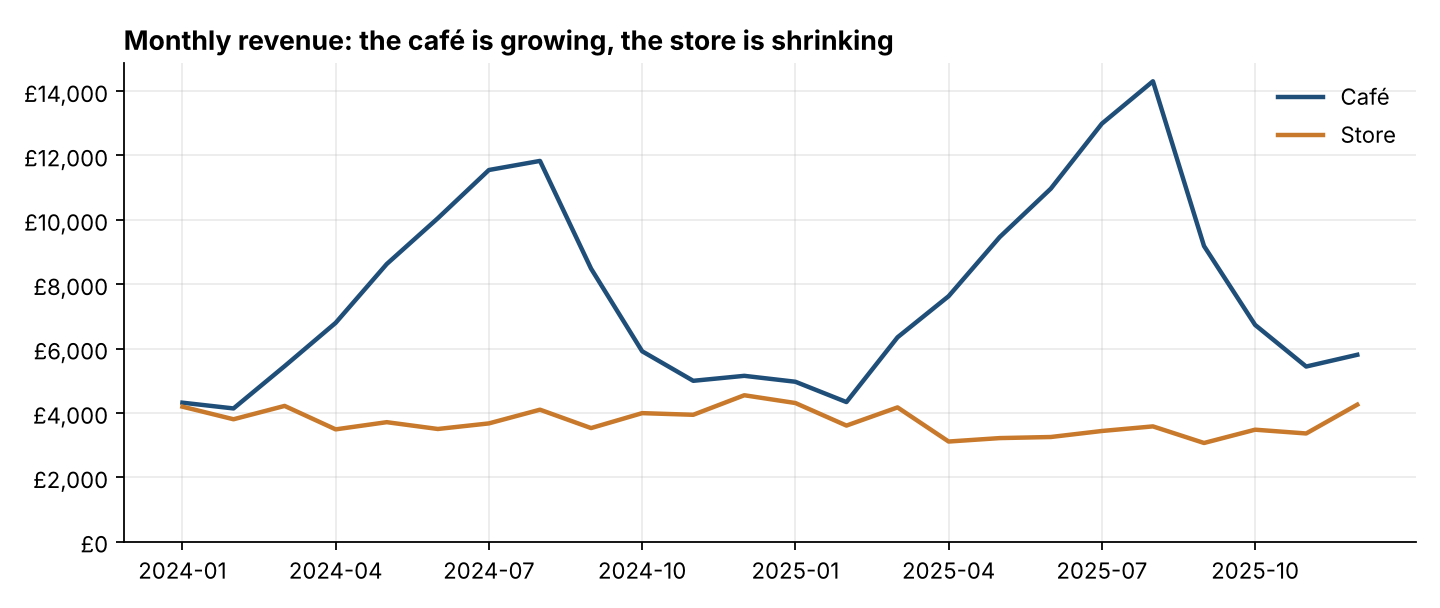 Monthly revenue: the café is growing, the store is shrinking
£14,000
£12,000
£10,000
£8,000
£6,000
£4,000
£2,000
£0
Café
Store
2024-01 2024-04 2024-07 2024-10 2025-01 2025-04 2025-07 2025-10